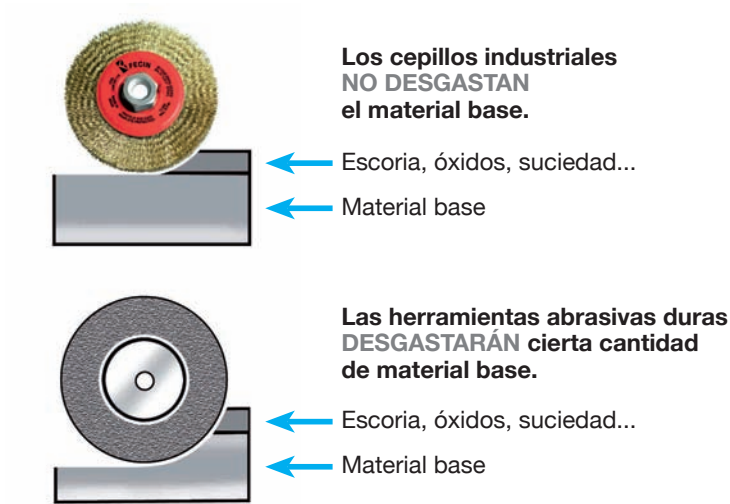 FECIN
Los cepillos industriales
NO DESGASTAN
el material base.
Escoria, óxidos, suciedad...
Material base
Las herramientas abrasivas duras
DESGASTARÁN cierta cantidad
de material base.
Escoria, óxidos, suciedad...
Material base